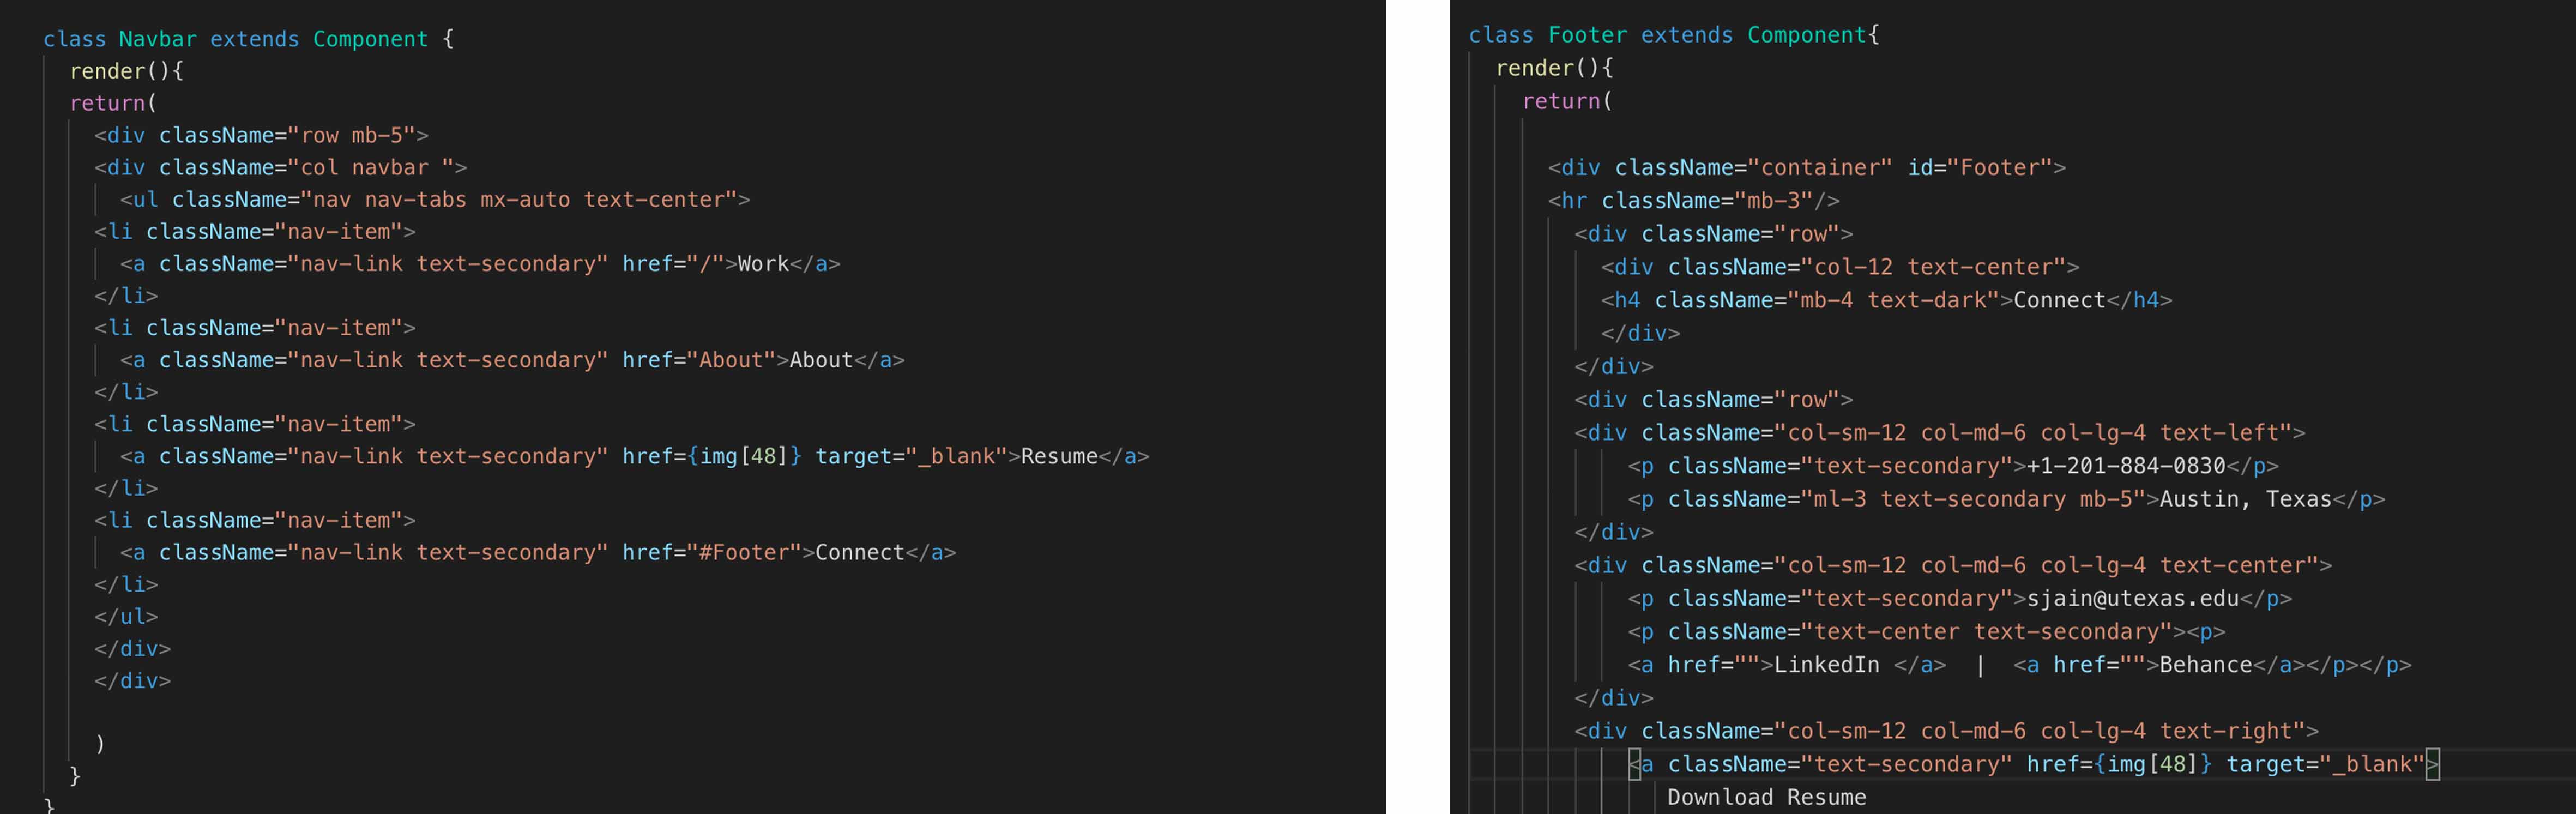 class Navbar extends Component {
render(){
return(
<div className="row mb-5">
<div className="col navbar ">
<ul className="nav nav-tabs mx-auto text-center">
<li className="nav-item">
<a className="nav-link text-secondary" href="/">Work</a>
</li>
<li className="nav-item">
<a className="nav-link text-secondary" href="About">About</a>
</li>
<li className="nav-item">
<a className="nav-link text-secondary" href={img[48]} target="_blank">Resume</a>
</li>
<li className="nav-item">
<a className="nav-link text-secondary" href="#Footer">Connect</a>
</li>
</ul>
</div>
</div>
)
}
}
class Footer extends Component{
render(){
return(
<div className="container" id="Footer">
<hr className="mb-3"/>
<div className="row">
<div className="col-12 text-center">
<h4 className="mb-4 text-dark">Connect</h4>
</div>
</div>
<div className="row">
<div className="col-sm-12 col-md-6 col-lg-4 text-left">
<p className="text-secondary">+1-201-884-0830</p>
<p className="ml-3 text-secondary mb-5">Austin, Texas</p>
</div>
<div className="col-sm-12 col-md-6 col-lg-4 text-center">
<p className="text-secondary">sjain@utexas.edu</p>
<p className="text-center text-secondary"><p>
<a href="">LinkedIn </a>  |  <a href="">Behance</a></p></p>
</div>
<div className="col-sm-12 col-md-6 col-lg-4 text-right">
<a className="text-secondary" href={img[48]} target="_blank">
Download Resume